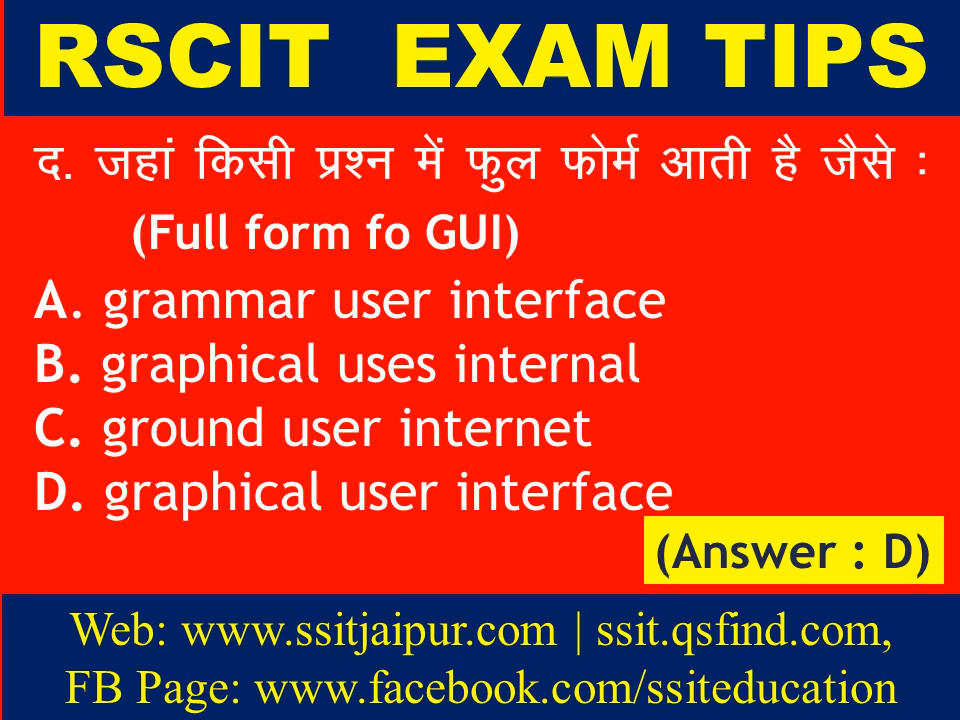 RSCIT EXAM TIPS
द. जहां किसी प्रश्न में फुल फोर्म आती है जैसे :
(Full form fo GUI)
A. grammar user interface
B. graphical uses internal
C. ground user internet
D. graphical user interface
(Answer : D)
Web: www.ssitjaipur.com | ssit.qsfind.com,
FB Page: www.facebook.com/ssiteducation